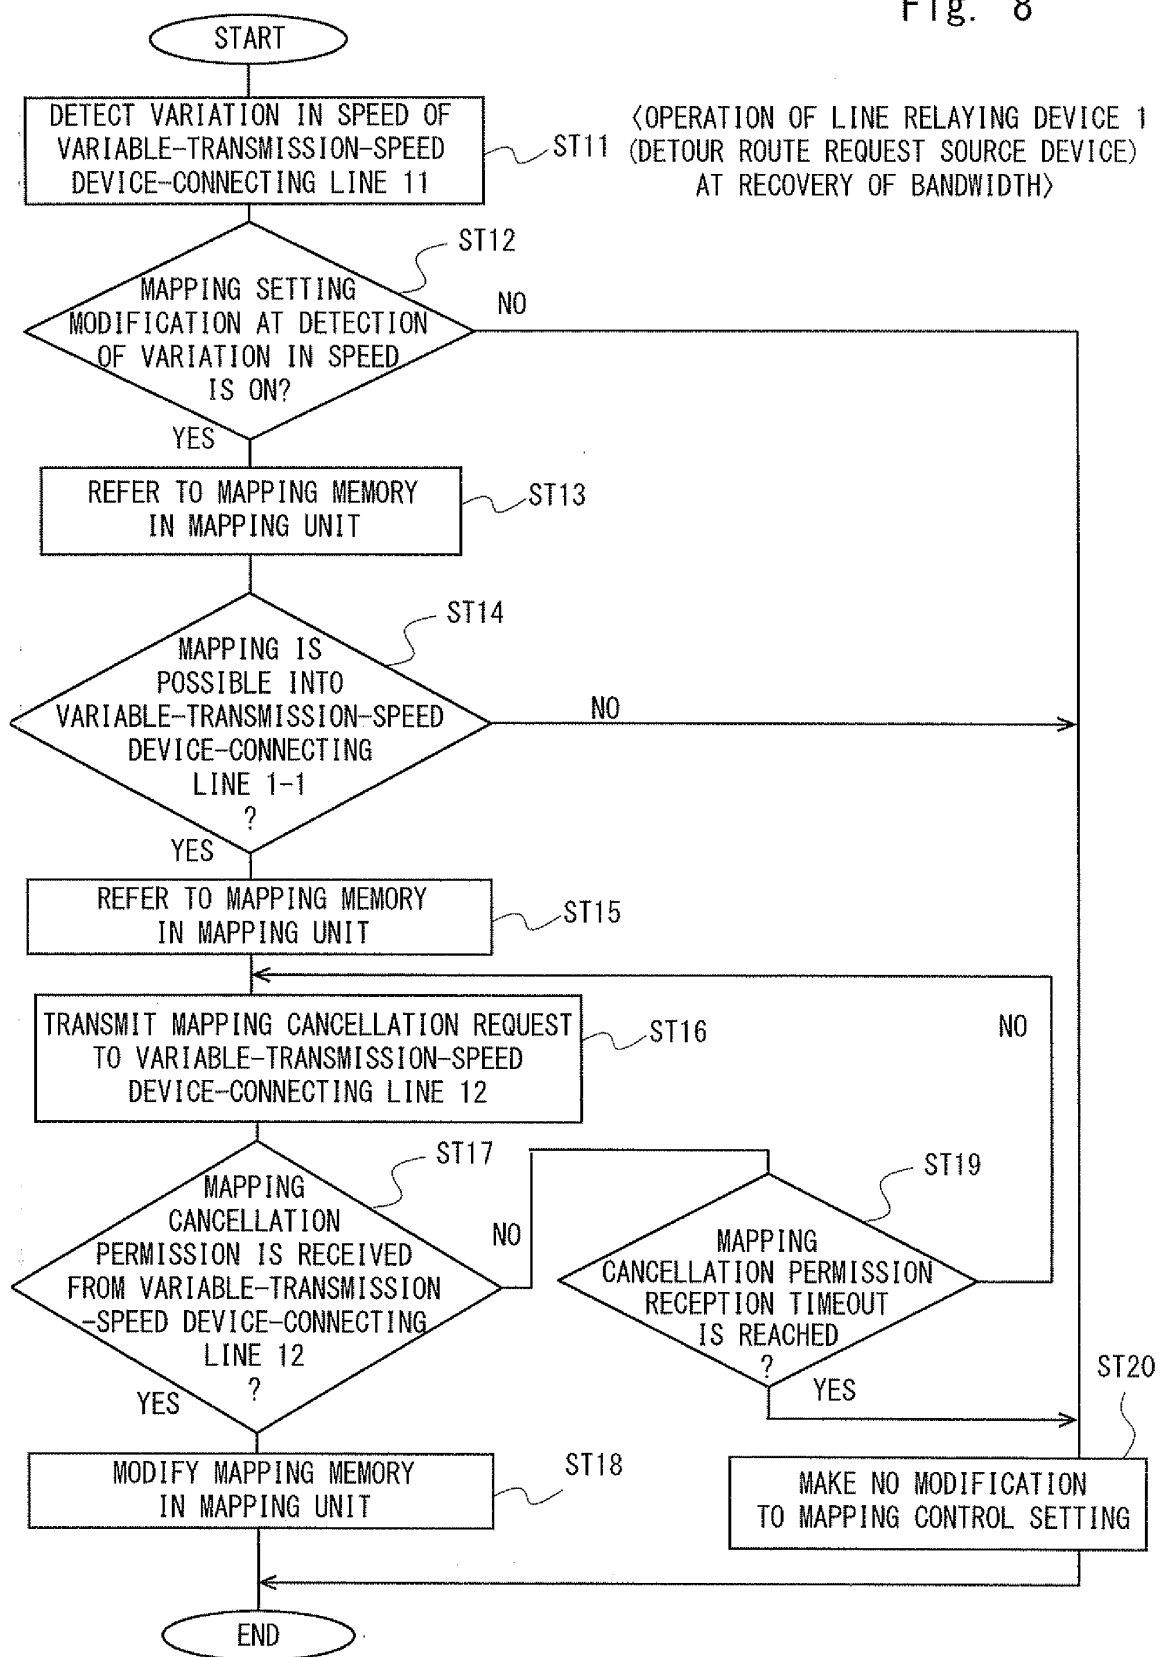 Fig. 8
START
DETECT VARIATION IN SPEED OF
VARIABLE-TRANSMISSION-SPEED
DEVICE-CONNECTING LINE 11
ST11
〈OPERATION OF LINE RELAYING DEVICE 1
(DETOUR ROUTE REQUEST SOURCE DEVICE)
AT RECOVERY OF BANDWIDTH〉
ST12
MAPPING SETTING
MODIFICATION AT DETECTION
OF VARIATION IN SPEED
IS ON?
NO
YES
REFER TO MAPPING MEMORY
IN MAPPING UNIT
ST13
ST14
MAPPING IS
POSSIBLE INTO
VARIABLE-TRANSMISSION-SPEED
DEVICE-CONNECTING
LINE 1-1
?
NO
YES
REFER TO MAPPING MEMORY
IN MAPPING UNIT
ST15
TRANSMIT MAPPING CANCELLATION REQUEST
TO VARIABLE-TRANSMISSION-SPEED
DEVICE-CONNECTING LINE 12
ST16
NO
ST17
MAPPING
CANCELLATION
PERMISSION IS RECEIVED
FROM VARIABLE-TRANSMISSION
-SPEED DEVICE-CONNECTING
LINE 12
?
NO
YES
ST19
MAPPING
CANCELLATION PERMISSION
RECEPTION TIMEOUT
IS REACHED
?
YES
ST20
MODIFY MAPPING MEMORY
IN MAPPING UNIT
ST18
MAKE NO MODIFICATION
TO MAPPING CONTROL SETTING
END